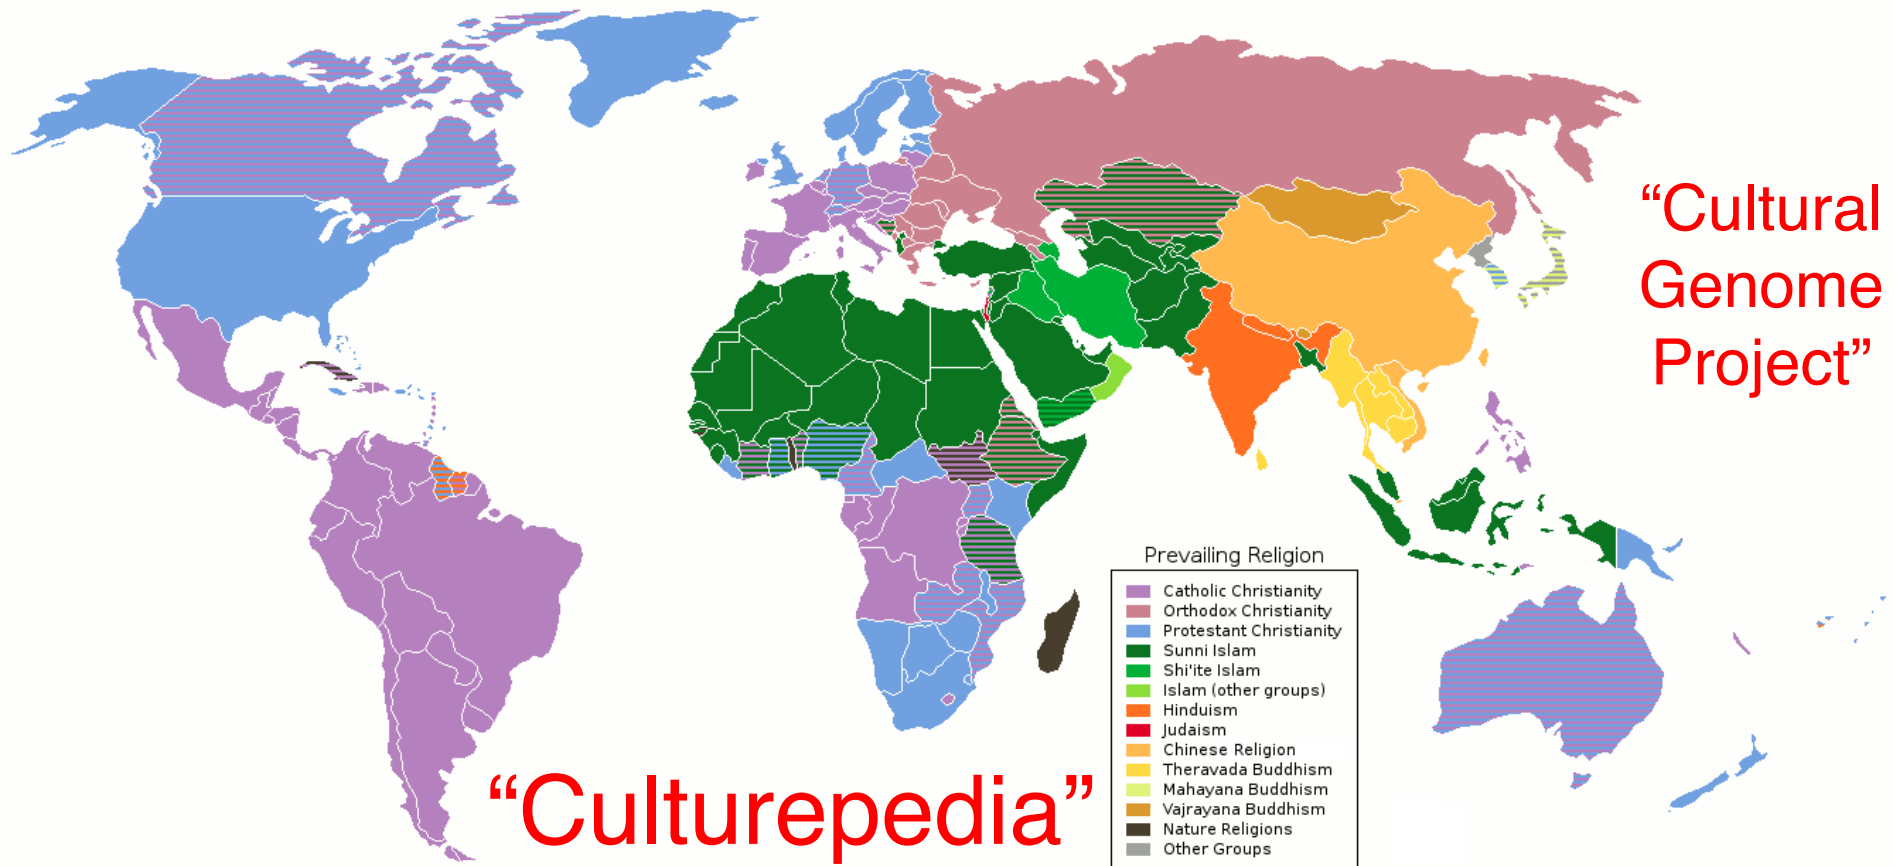 “Cultural
Genome
Project”
Prevailing Religion
Catholic Christianity
Orthodox Christianity
Protestant Christianity
Sunni Islam
Shi'ite Islam
Islam (other groups)
Hinduism
Judaism
Chinese Religion
Theravada Buddhism
Mahayana Buddhism
Vajrayana Buddhism
Nature Religions
Other Groups
“Culturepedia”